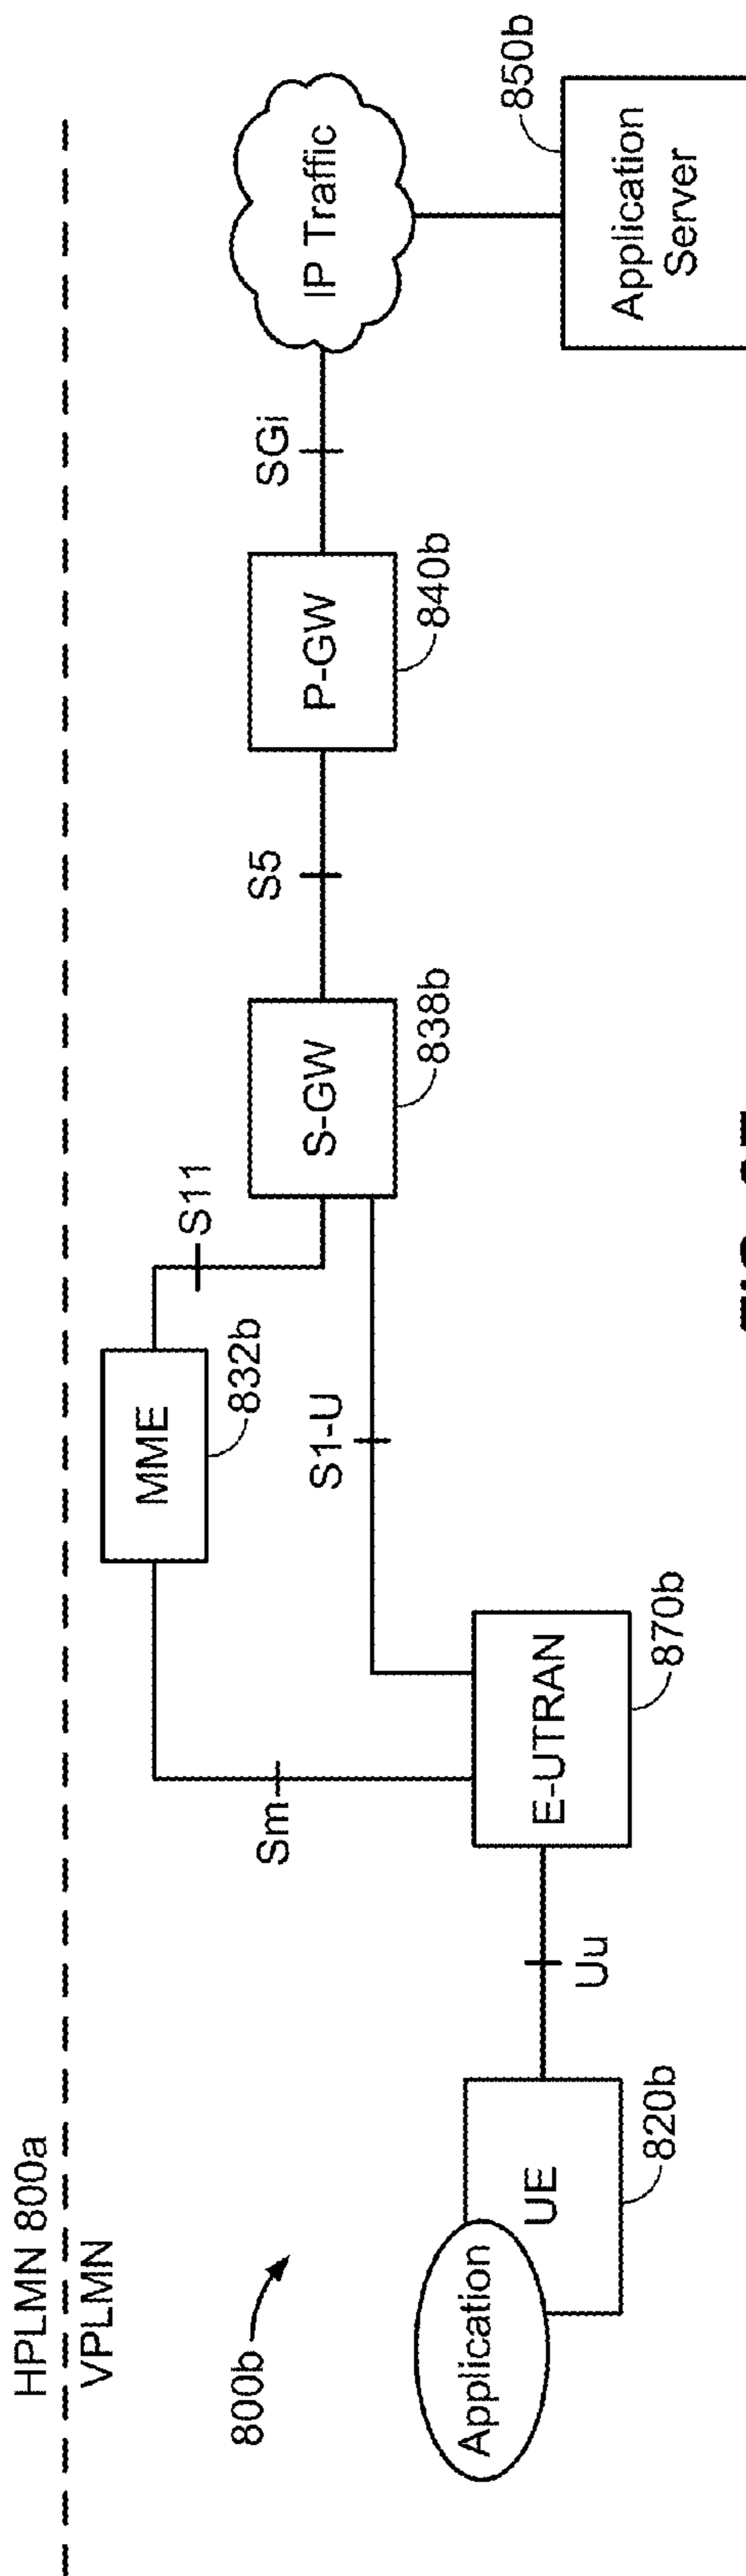 HPLMN 800a
VPLMN
800b
Application
UE
820b
Uu
E-UTRAN
870b
Sm
MME
832b
S11
S1-U
S-GW
838b
S5
P-GW
840b
SGi
IP Traffic
Application
Server
850b